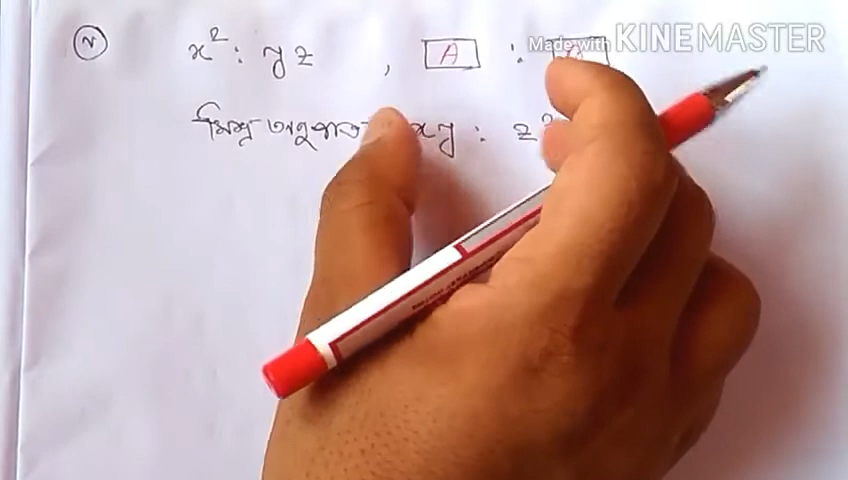 x² : yz , A :
Made with KINEMASTER
মিশ্র অনুপাত xy : z²